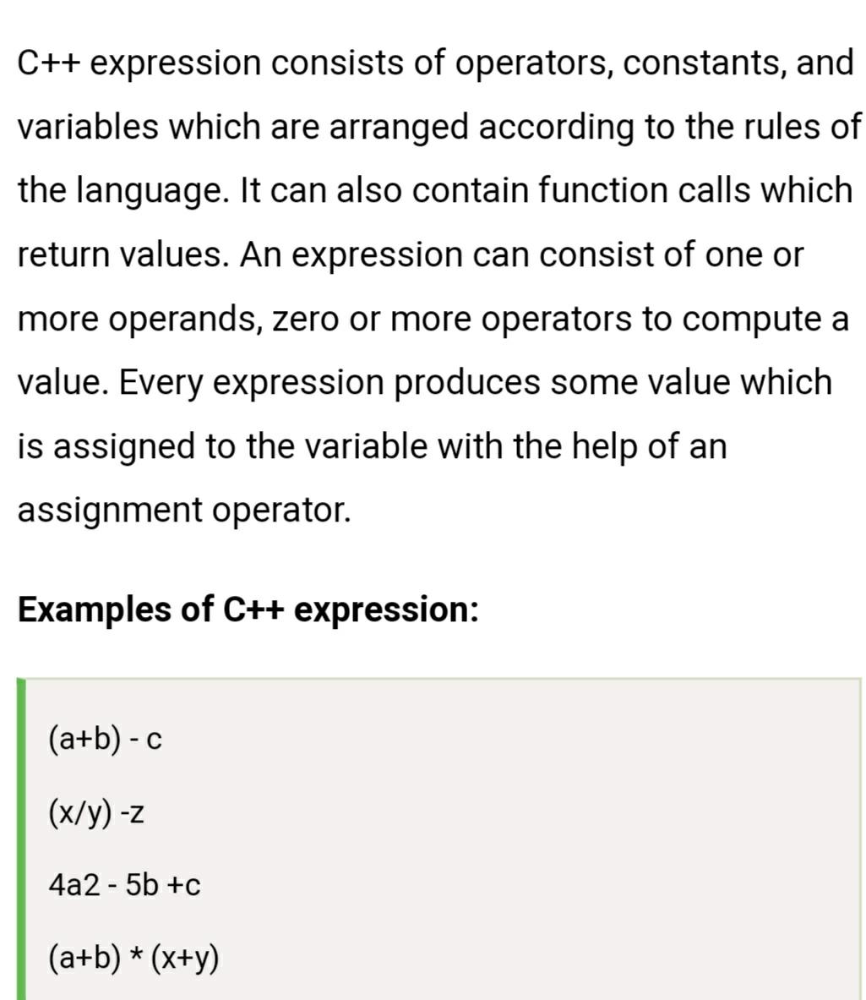 C++ expression consists of operators, constants, and
variables which are arranged according to the rules of
the language. It can also contain function calls which
return values. An expression can consist of one or
more operands, zero or more operators to compute a
value. Every expression produces some value which
is assigned to the variable with the help of an
assignment operator.
Examples of C++ expression:
(a+b) - c
(x/y) -z
4a2 - 5b +c
(a+b) * (x+y)